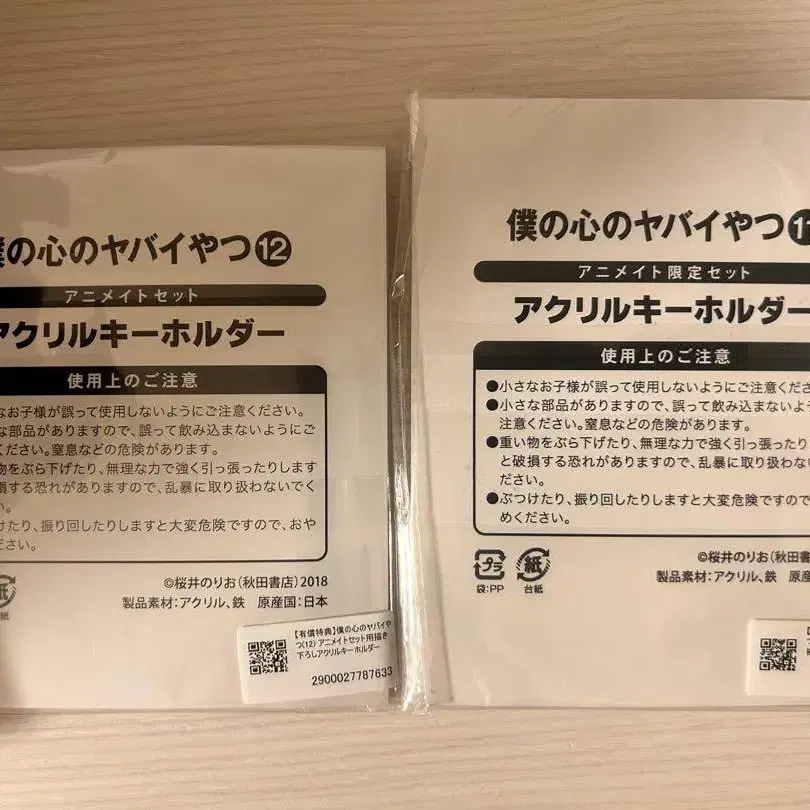 の心のヤバイやつ⑫
アニメイトセット
アクリルキーホルダー
使用上のご注意
なお子様が誤って使用しないようにご注意ください。
な部品がありますので、誤って飲み込まないようにご
ください。窒息などの危険があります。
物をぶら下げたり、無理な力で強く引っ張ったりします
損する恐れがありますので、乱暴に取り扱わないでく
い。
けたり、振り回したりしますと大変危険ですので、おや
ださい。
紙
台紙
©桜井のりお(秋田書店)2018
製品素材:アクリル、鉄 原産国:日本
【有償特典】僕の心のヤバイや
つ(12) アニメイトセット用描き
下ろしアクリルキーホルダー
2900027787633
僕の心のヤバイやつ
アニメイト限定セット
アクリルキーホルダー
使用上のご注意
●小さなお子様が誤って使用しないようにご注意くださ
●小さな部品がありますので、誤って飲み込まないよう
注意ください。窒息などの危険があります。
●重い物をぶら下げたり、無理な力で強く引っ張ったり
と破損する恐れがありますので、乱暴に取り扱わない
ださい。
●ぶつけたり、振り回したりしますと大変危険ですので
めください。
プラ
紙
袋:PP
台紙
©桜井のりお(秋田書
製品素材:アクリル、鉄 原産